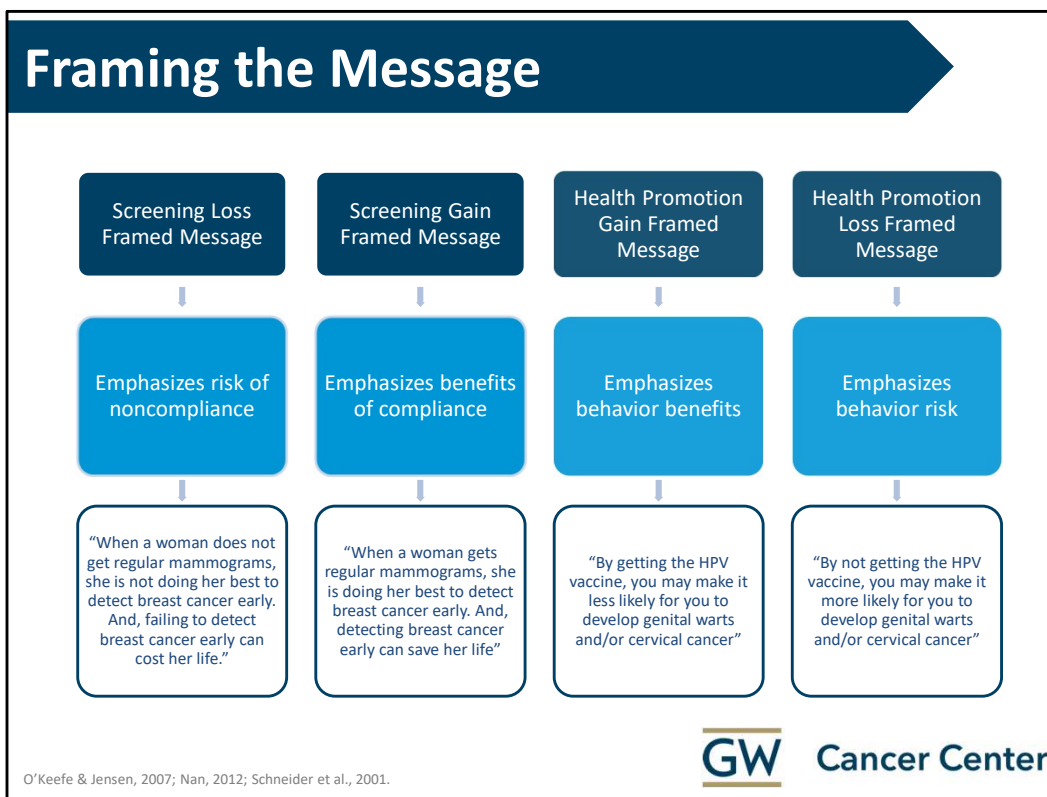 Framing the Message
Screening Loss
Framed Message
Emphasizes risk of
noncompliance
“When a woman does not
get regular mammograms,
she is not doing her best to
detect breast cancer early.
And, failing to detect
breast cancer early can
cost her life.”
Screening Gain
Framed Message
Emphasizes benefits
of compliance
“When a woman gets
regular mammograms, she
is doing her best to detect
breast cancer early. And,
detecting breast cancer
early can save her life”
Health Promotion
Gain Framed
Message
Emphasizes
behavior benefits
“By getting the HPV
vaccine, you may make it
less likely for you to
develop genital warts
and/or cervical cancer”
Health Promotion
Loss Framed
Message
Emphasizes
behavior risk
“By not getting the HPV
vaccine, you may make it
more likely for you to
develop genital warts
and/or cervical cancer”
O’Keefe & Jensen, 2007; Nan, 2012; Schneider et al., 2001.
GW Cancer Center